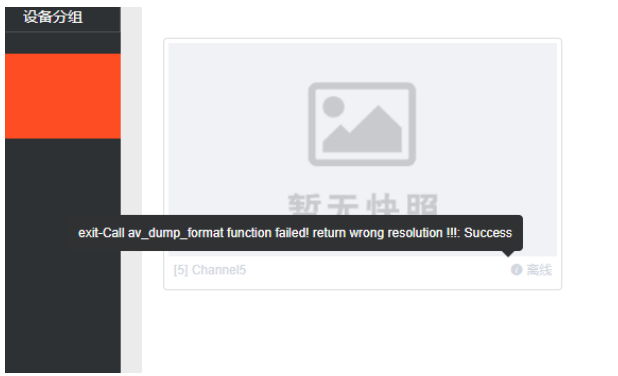 设备分组
暂无快照
exit-Call av_dump_format function failed! return wrong resolution !!!: Success
[5] Channel5
离线